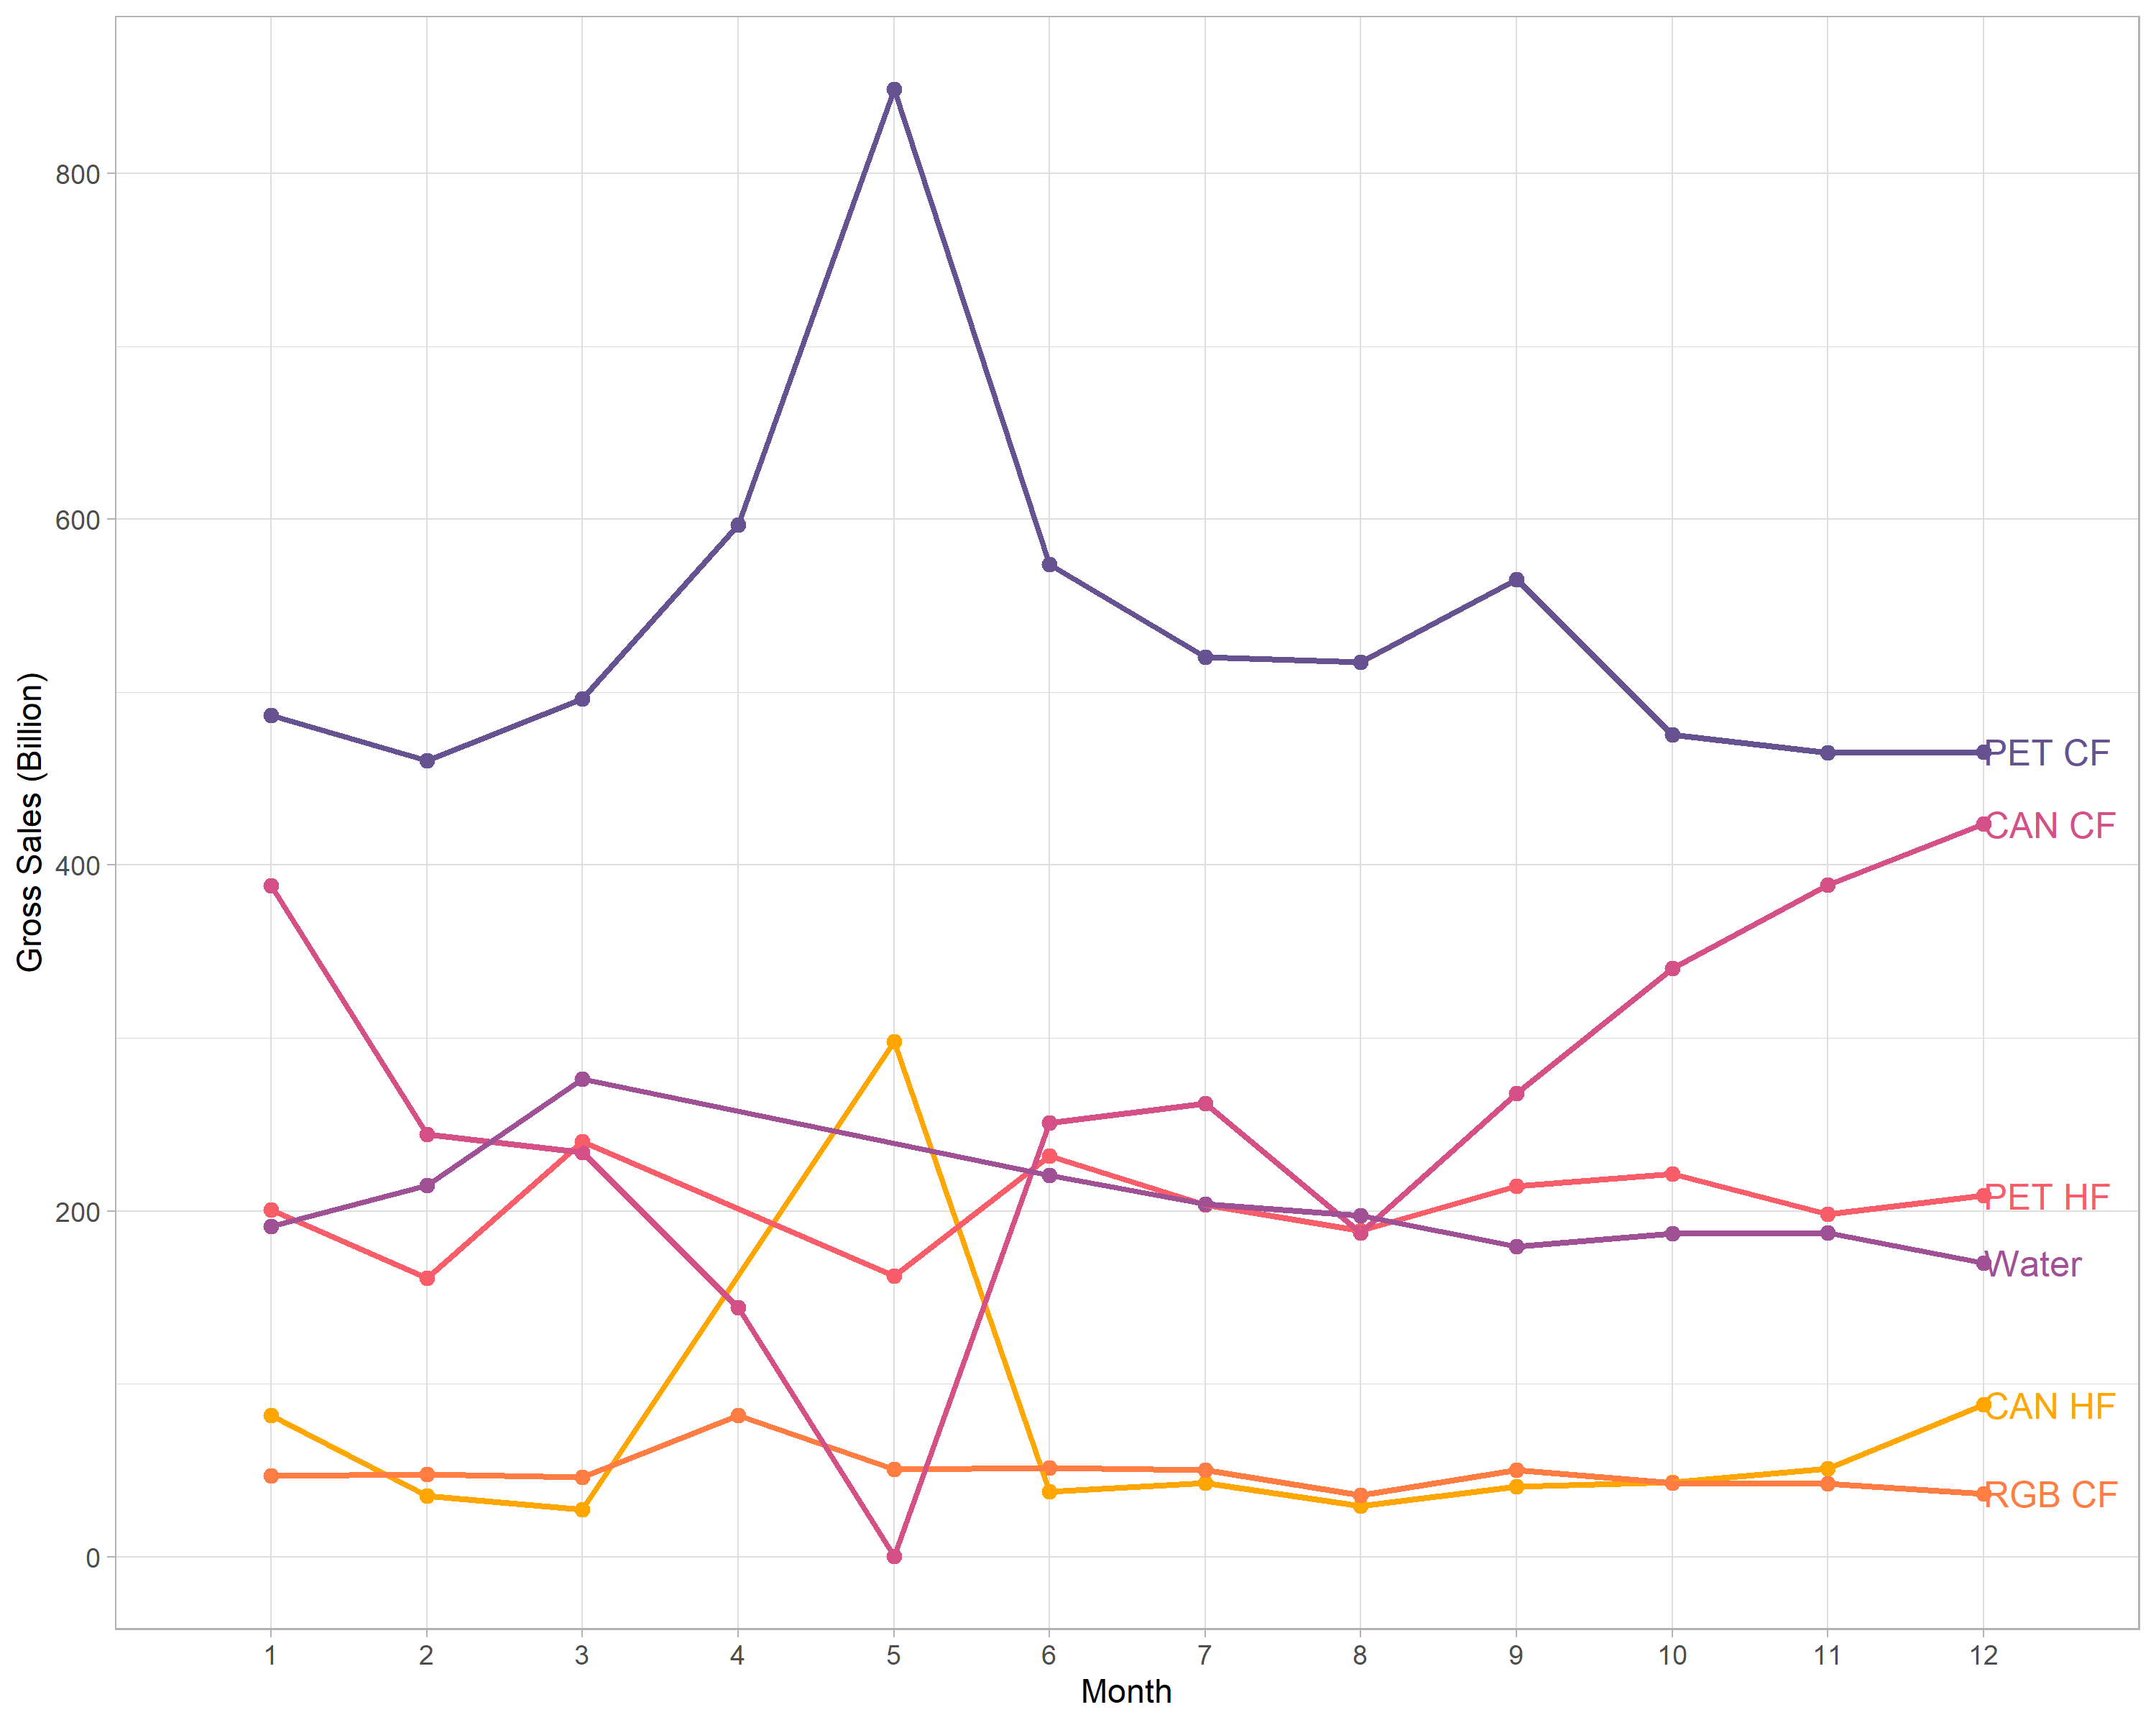 Gross Sales (Billion)
800
600
400
200
0
PET CF
CAN CF
PET HF
Water
CAN HF
RGB CF
1 2 3 4 5 6 7 8 9 10 11 12
Month